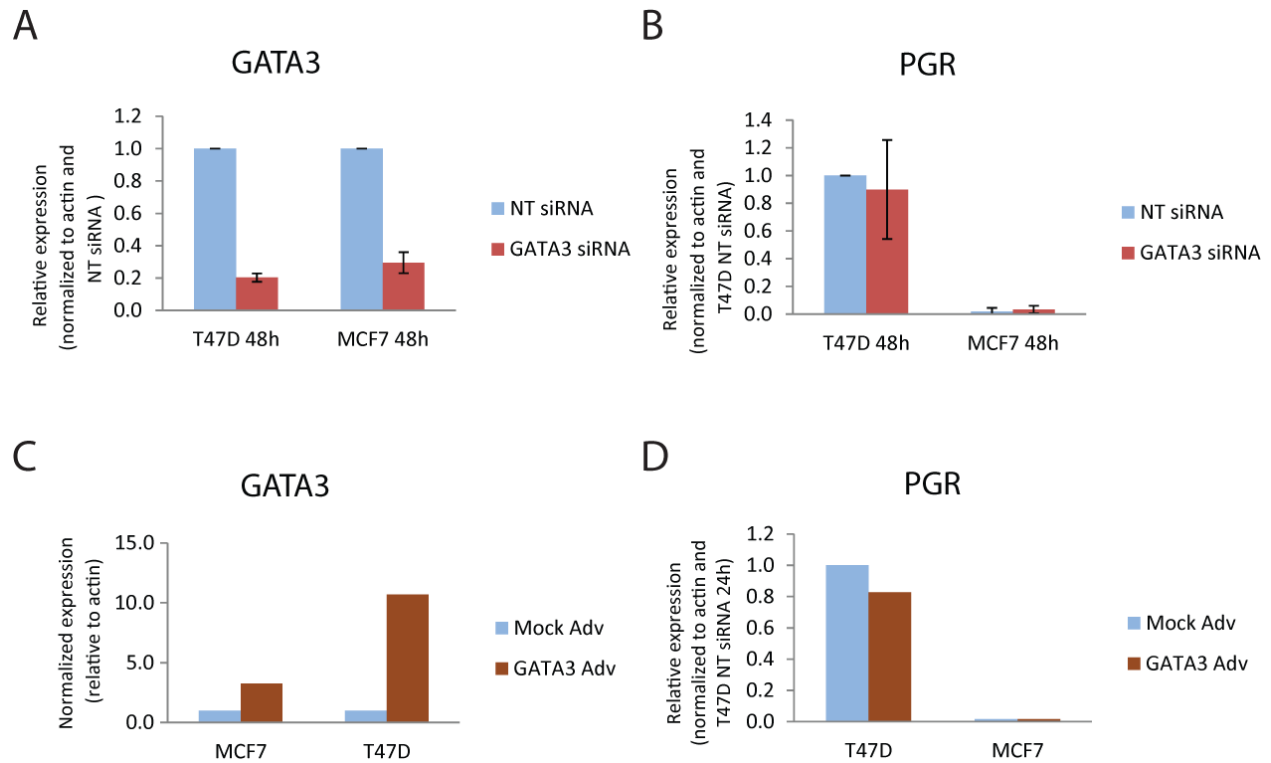 A
GATA3
Relative expression
(normalized to actin and
NT siRNA )
1.2
1.0
0.8
0.6
0.4
0.2
0.0
T47D 48h
MCF7 48h
NT siRNA
GATA3 siRNA
B
PGR
Relative expression
(normalized to actin and
T47D NT siRNA)
1.4
1.2
1.0
0.8
0.6
0.4
0.2
0.0
T47D 48h
MCF7 48h
NT siRNA
GATA3 siRNA
C
GATA3
Normalized expression
(relative to actin)
15.0
10.0
5.0
0.0
MCF7
T47D
Mock Adv
GATA3 Adv
D
PGR
Relative expression
(normalized to actin and
T47D NT siRNA 24h)
1.2
1.0
0.8
0.6
0.4
0.2
0.0
T47D
MCF7
Mock Adv
GATA3 Adv